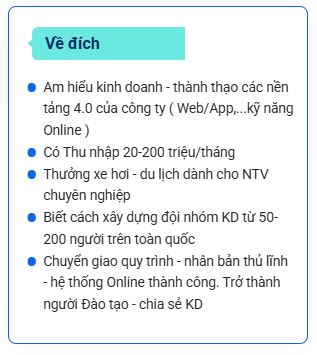 Về đích
Am hiểu kinh doanh - thành thạo các nền
tảng 4.0 của công ty ( Web/App,...kỹ năng
Online )
Có Thu nhập 20-200 triệu/tháng
Thưởng xe hơi - du lịch dành cho NTV
chuyên nghiệp
Biết cách xây dựng đội nhóm KD từ 50-
200 người trên toàn quốc
Chuyển giao quy trình - nhân bản thủ lĩnh
- hệ thống Online thành công. Trở thành
người Đào tạo - chia sẻ KD